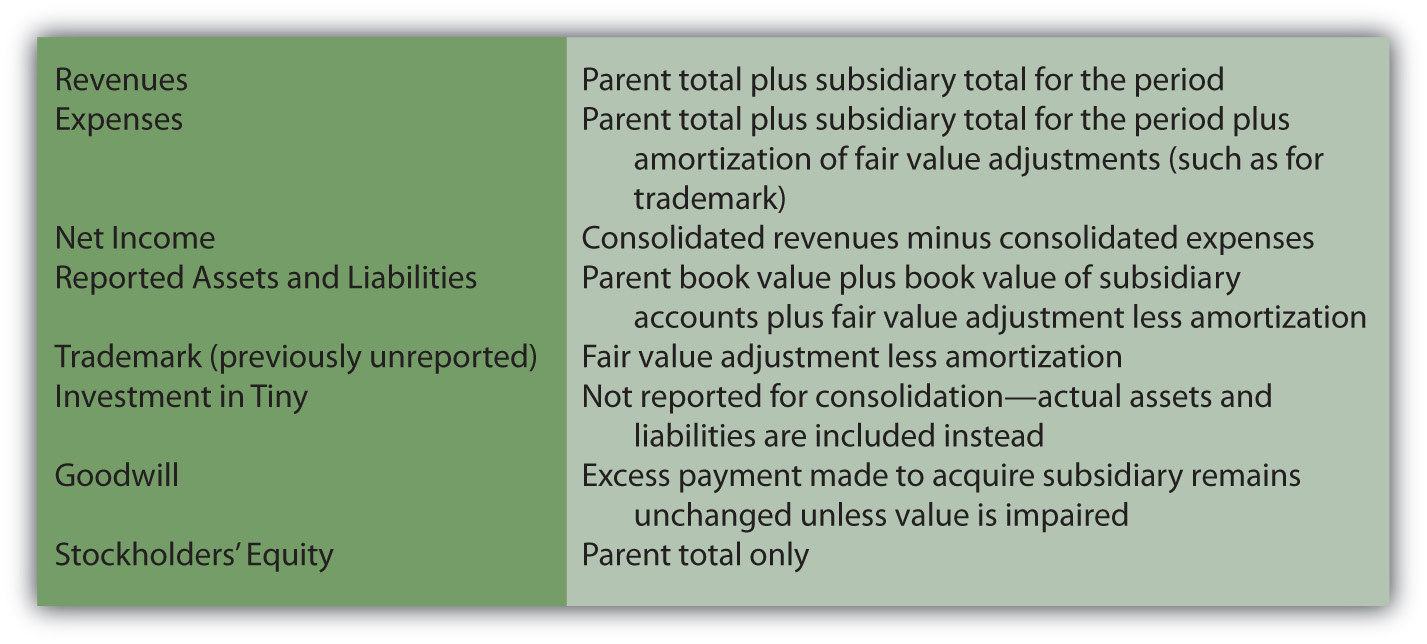 Revenues Parent total plus subsidiary total for the period
Expenses Parent total plus subsidiary total for the period plus
amortization of fair value adjustments (such as for
trademark)
Net Income Consolidated revenues minus consolidated expenses
Reported Assets and Liabilities Parent book value plus book value of subsidiary
accounts plus fair value adjustment less amortization
Trademark (previously unreported) Fair value adjustment less amortization
Investment in Tiny Not reported for consolidation—actual assets and
liabilities are included instead
Goodwill Excess payment made to acquire subsidiary remains
unchanged unless value is impaired
Stockholders’ Equity Parent total only